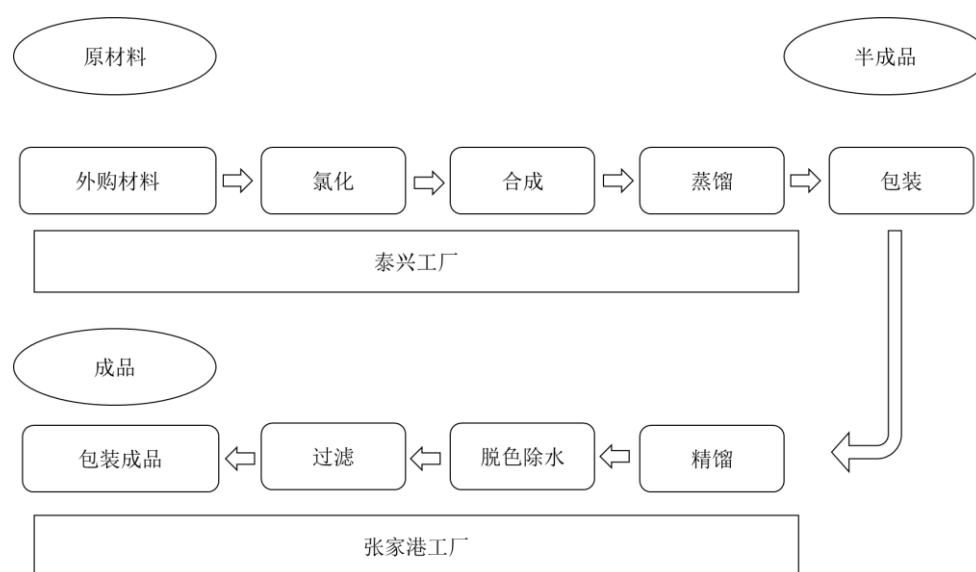 原材料
半成品
外购材料
氯化
合成
蒸馏
包装
泰兴工厂
成品
包装成品
过滤
脱色除水
精馏
张家港工厂